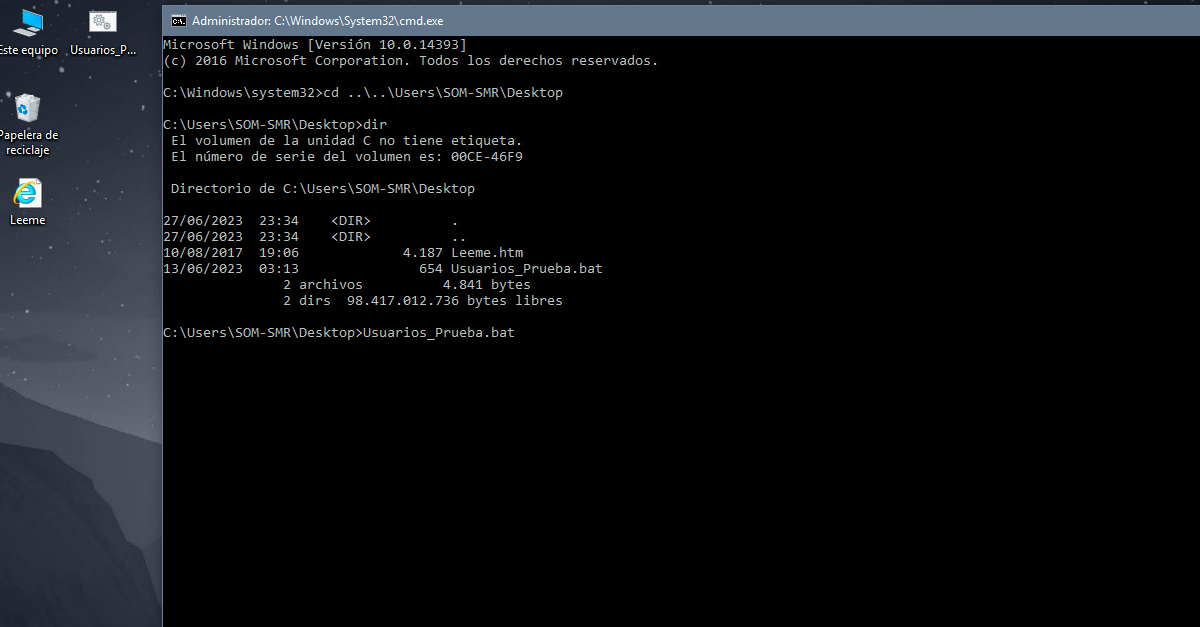 Este equipo
Usuarios_P...
Papelera de
reciclaje
Leeme
Administrador: C:\Windows\System32\cmd.exe
Microsoft Windows [Versión 10.0.14393]
(c) 2016 Microsoft Corporation. Todos los derechos reservados.
C:\Windows\system32>cd ..\..\Users\SOM-SMR\Desktop
C:\Users\SOM-SMR\Desktop>dir
El volumen de la unidad C no tiene etiqueta.
El número de serie del volumen es: 00CE-46F9
Directorio de C:\Users\SOM-SMR\Desktop
27/06/2023  23:34    <DIR>          .
27/06/2023  23:34    <DIR>          ..
10/08/2017  19:06             4.187 Leeme.htm
13/06/2023  03:13               654 Usuarios_Prueba.bat
2 archivos          4.841 bytes
2 dirs  98.417.012.736 bytes libres
C:\Users\SOM-SMR\Desktop>Usuarios_Prueba.bat